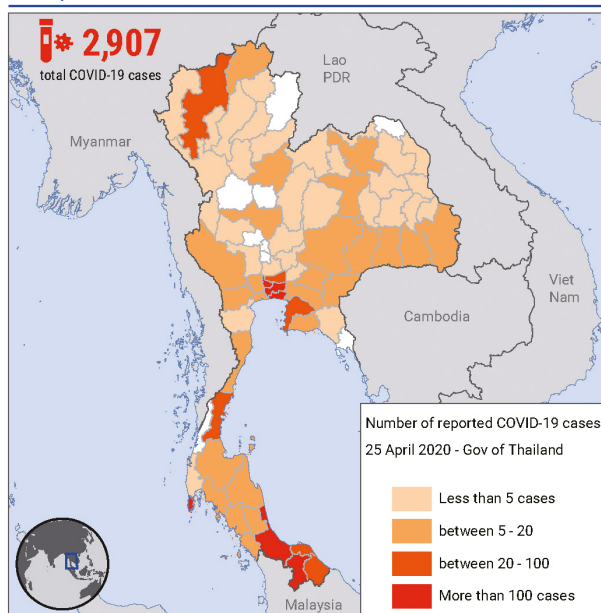 2,907
total COVID-19 cases
Lao
PDR
Myanmar
Viet
Nam
Cambodia
Number of reported COVID-19 cases
25 April 2020 - Gov of Thailand
Less than 5 cases
between 5 - 20
between 20 - 100
More than 100 cases
Malaysia